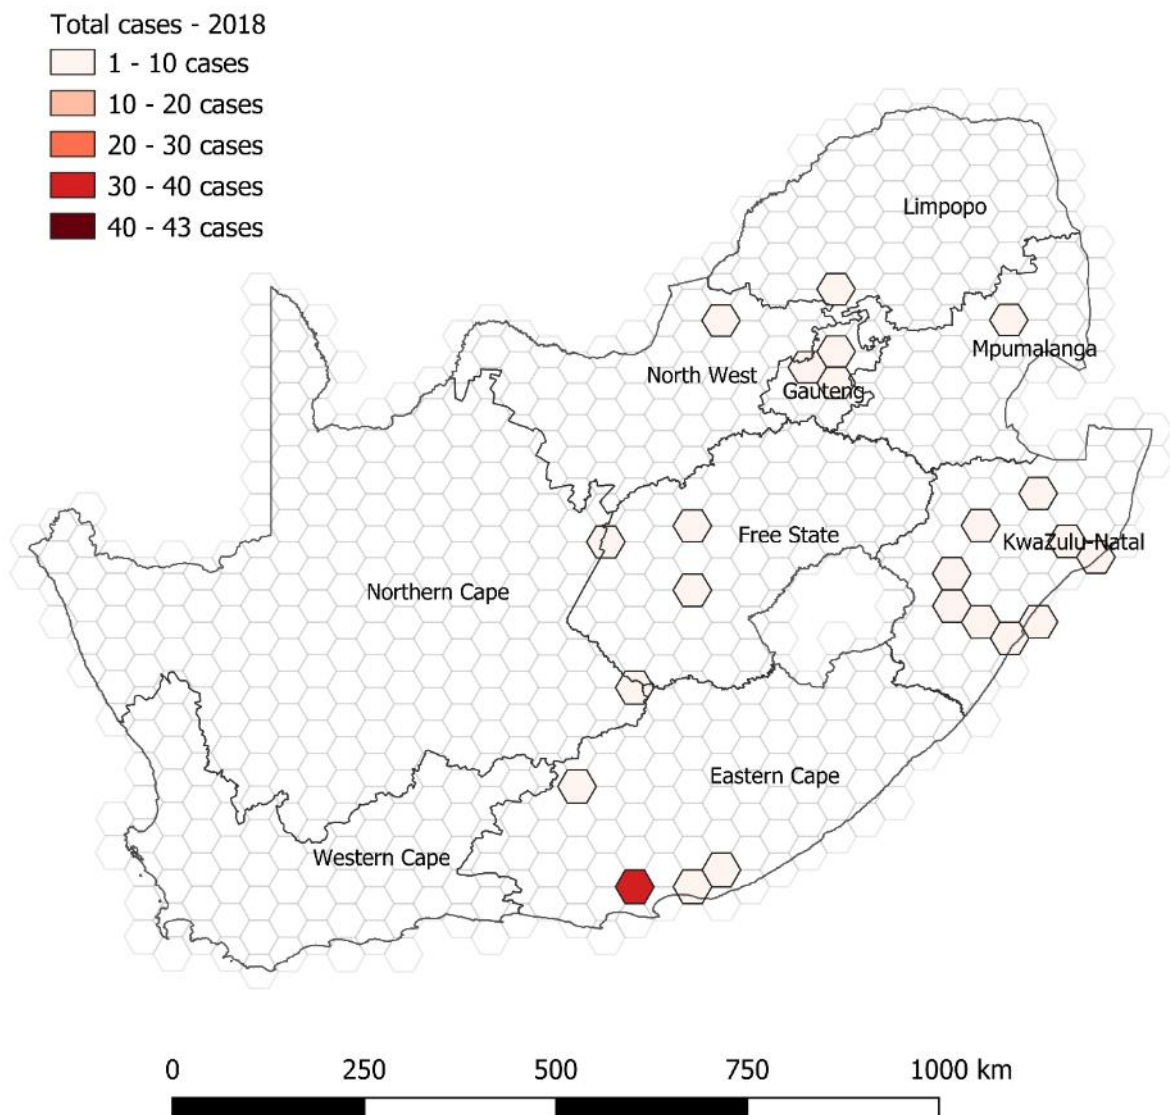 Total cases - 2018
1 - 10 cases
10 - 20 cases
20 - 30 cases
30 - 40 cases
40 - 43 cases
Limpopo
Mpumalanga
North West
Gauteng
Free State
KwaZulu-Natal
Northern Cape
Eastern Cape
Western Cape
0 250 500 750 1000 km